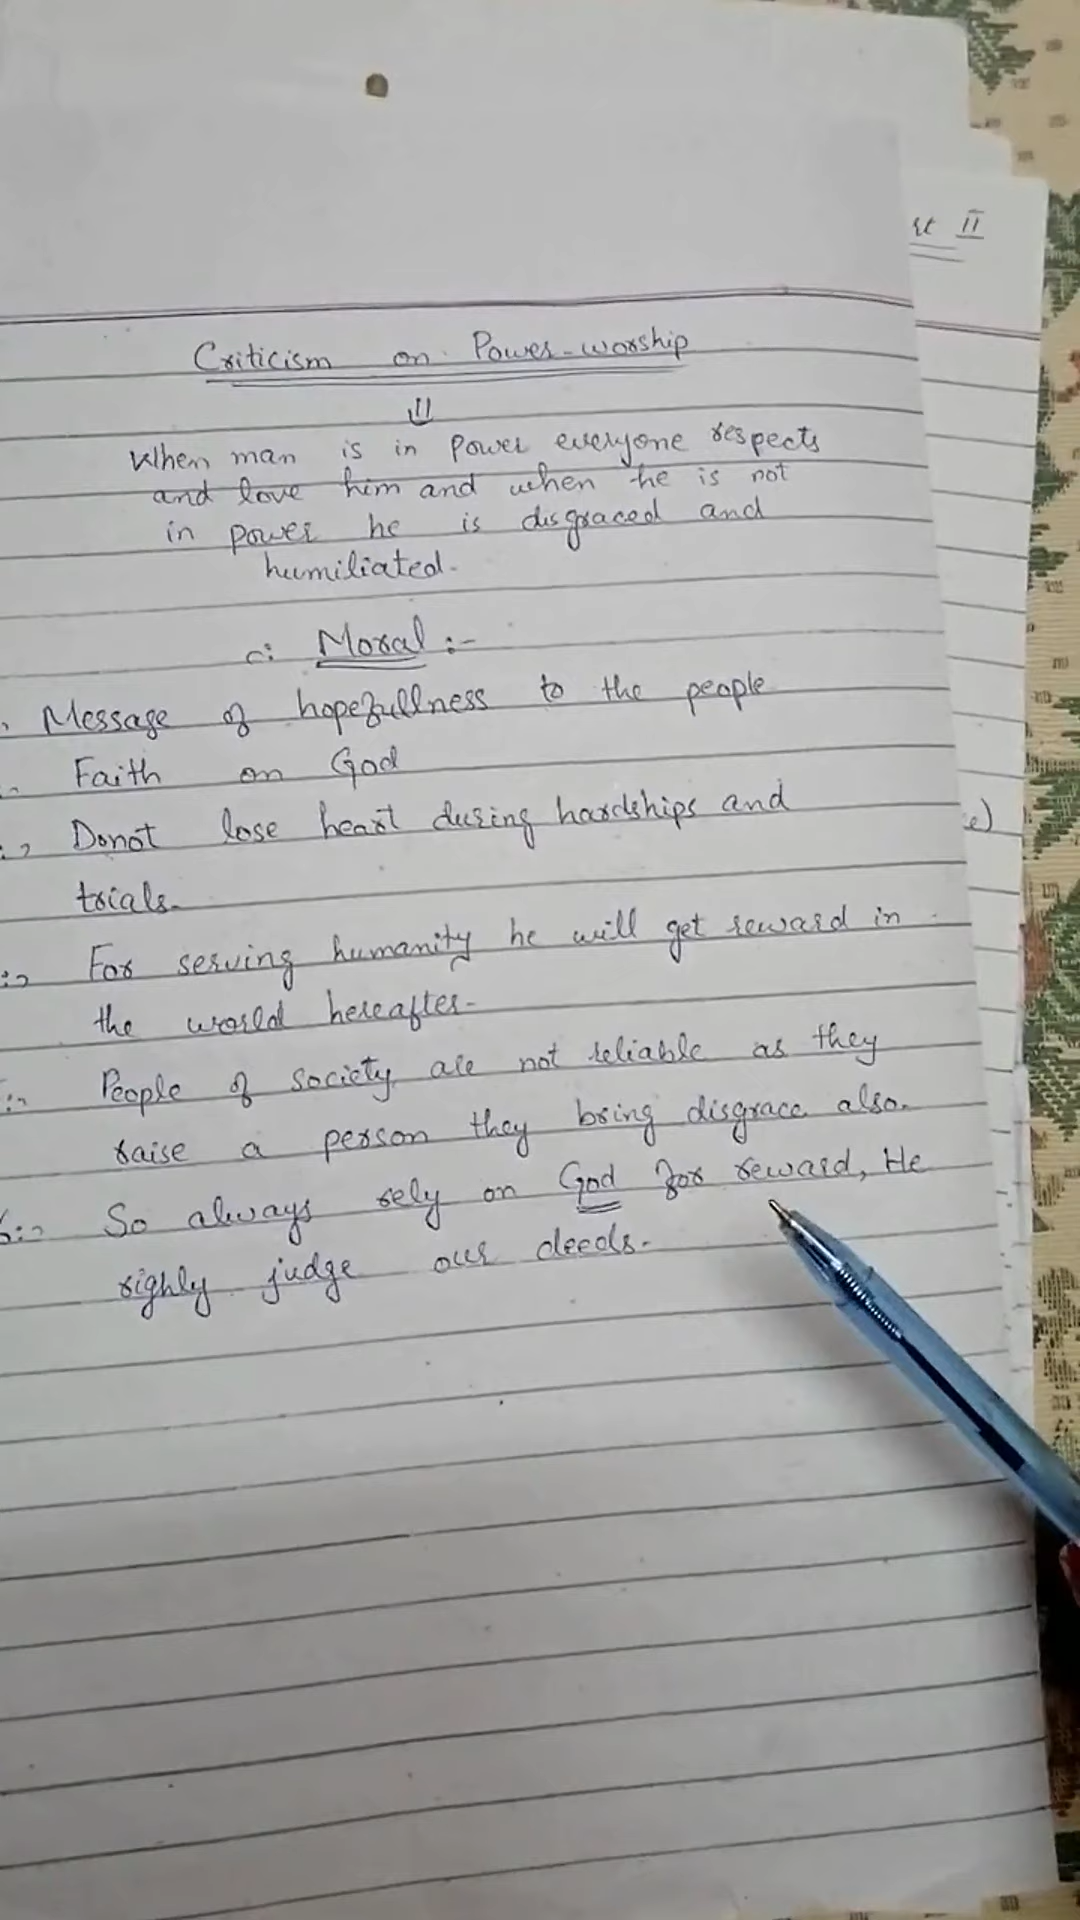 rt II
Criticism on Power-worship
⇓
When man is in power everyone respects
and love him and when he is not
in power he is disgraced and
humiliated.
c: Moral :-
Message of hopefullness to the people
Faith on God
Donot lose heart during hardships and
trials.
For serving humanity he will get reward in
the world hereafter.
People of society are not reliable as they
raise a person they bring disgrace also.
6:- So always rely on God for reward, He
righly judge our deeds.
e)